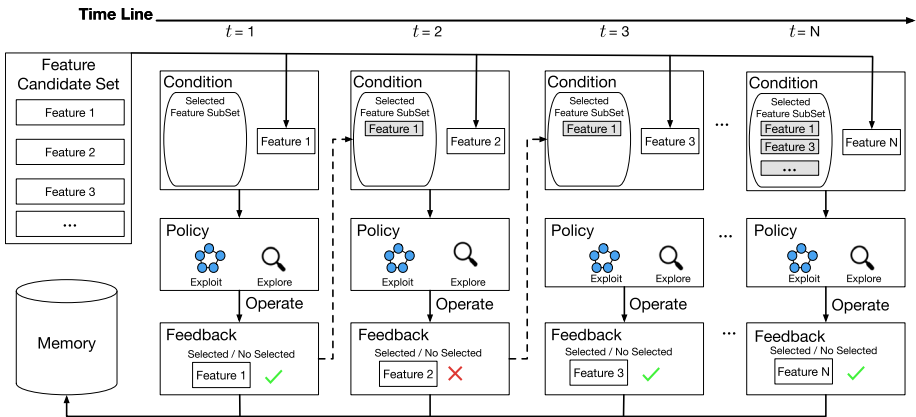 Time Line
t = 1
t = 2
t = 3
t = N
Feature
Candidate Set
Feature 1
Feature 2
Feature 3
...
Condition
Selected
Feature SubSet
Feature 1
Condition
Selected
Feature SubSet
Feature 1
Feature 2
Condition
Selected
Feature SubSet
Feature 1
Feature 3
...
Condition
Selected
Feature SubSet
Feature 1
Feature 3
...
Feature N
Policy
Exploit
Explore
Policy
Exploit
Explore
Policy
Exploit
Explore
...
Policy
Exploit
Explore
Operate
Operate
Operate
Operate
Memory
Feedback
Selected / No Selected
Feature 1
Feedback
Selected / No Selected
Feature 2
Feedback
Selected / No Selected
Feature 3
...
Feedback
Selected / No Selected
Feature N